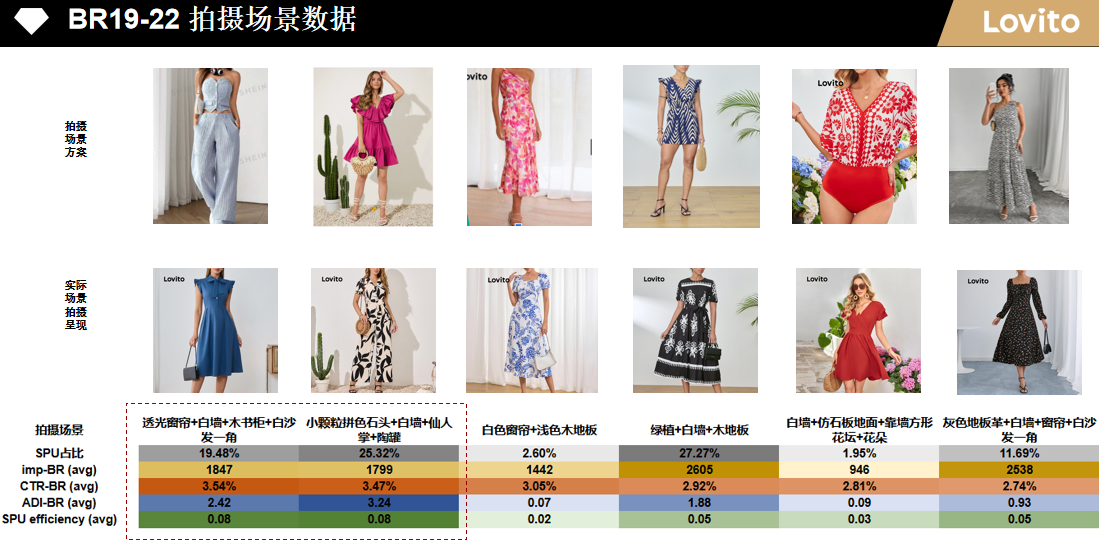 BR19-22 拍摄场景数据
Lovito
拍摄
场景
方案
SHEIN
SHEIN
ovito
Lovito
实际
场景
拍摄
呈现
Lovito
Lovito
Lovito
Lovito
Lovito
Lovito
拍摄场景
透光窗帘+白墙+木书柜+白沙
发一角
小颗粒拼色石头+白墙+仙人
掌+陶罐
白色窗帘+浅色木地板
绿植+白墙+木地板
白墙+仿石板地面+靠墙方形
花坛+花朵
灰色地板革+白墙+窗帘+白沙
发一角
SPU占比 19.48% 25.32% 2.60% 27.27% 1.95% 11.69%
imp-BR (avg) 1847 1799 1442 2605 946 2538
CTR-BR (avg) 3.54% 3.47% 3.05% 2.92% 2.81% 2.74%
ADI-BR (avg) 2.42 3.24 0.07 1.88 0.09 0.93
SPU efficiency (avg) 0.08 0.08 0.02 0.05 0.03 0.05